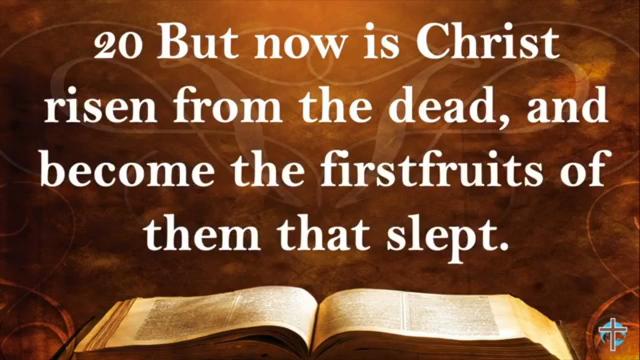 20 But now is Christ
risen from the dead, and
become the firstfruits of
them that slept.